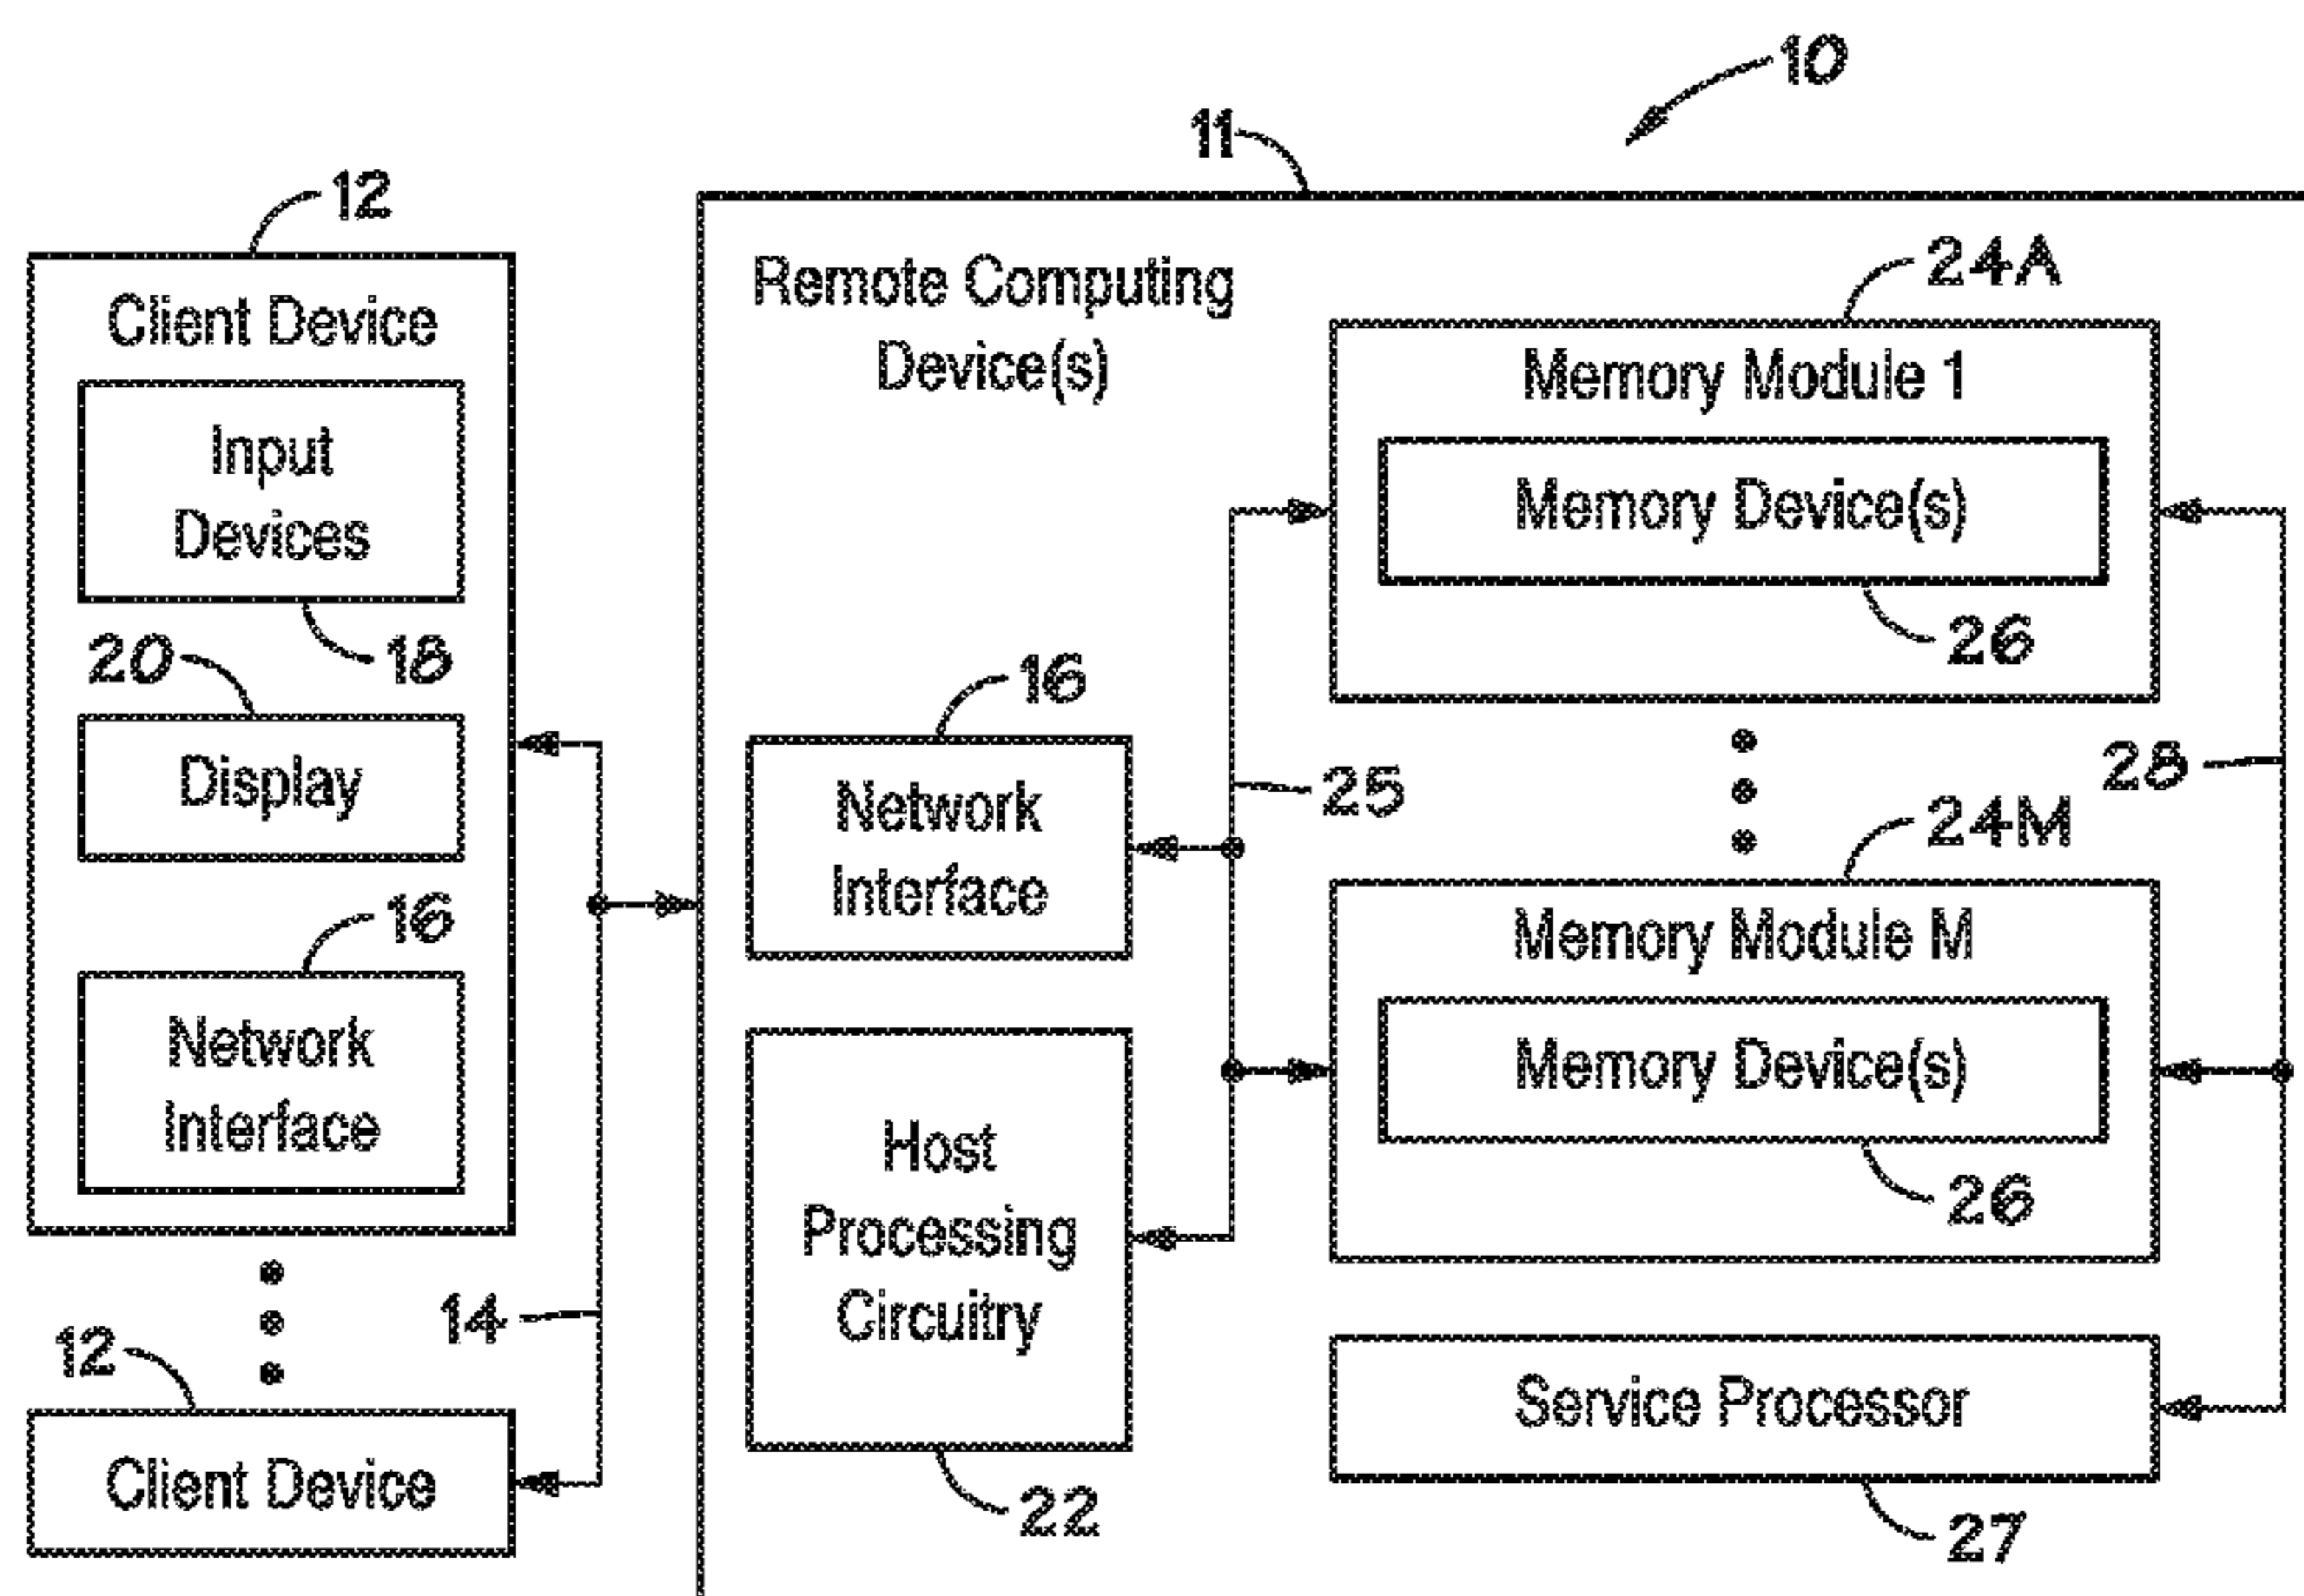 10
11
12
Client Device
Input
Devices
18
20
Display
16
Network
Interface
12
Client Device
14
Remote Computing
Device(s)
16
Network
Interface
25
Host
Processing
Circuitry
22
24A
Memory Module 1
Memory Device(s)
26
28
24M
Memory Module M
Memory Device(s)
26
Service Processor
27